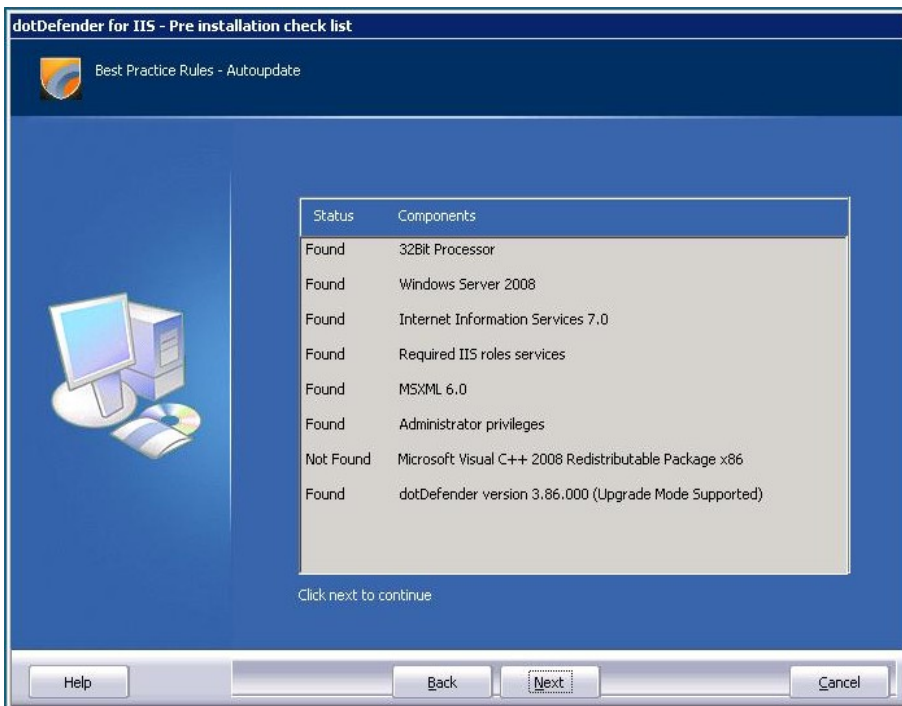 dotDefender for IIS - Pre installation check list
Best Practice Rules - Autoupdate
Status Components
Found 32Bit Processor
Found Windows Server 2008
Found Internet Information Services 7.0
Found Required IIS roles services
Found MSXML 6.0
Found Administrator privileges
Not Found Microsoft Visual C++ 2008 Redistributable Package x86
Found dotDefender version 3.86.000 (Upgrade Mode Supported)
Click next to continue
Help Back Next Cancel